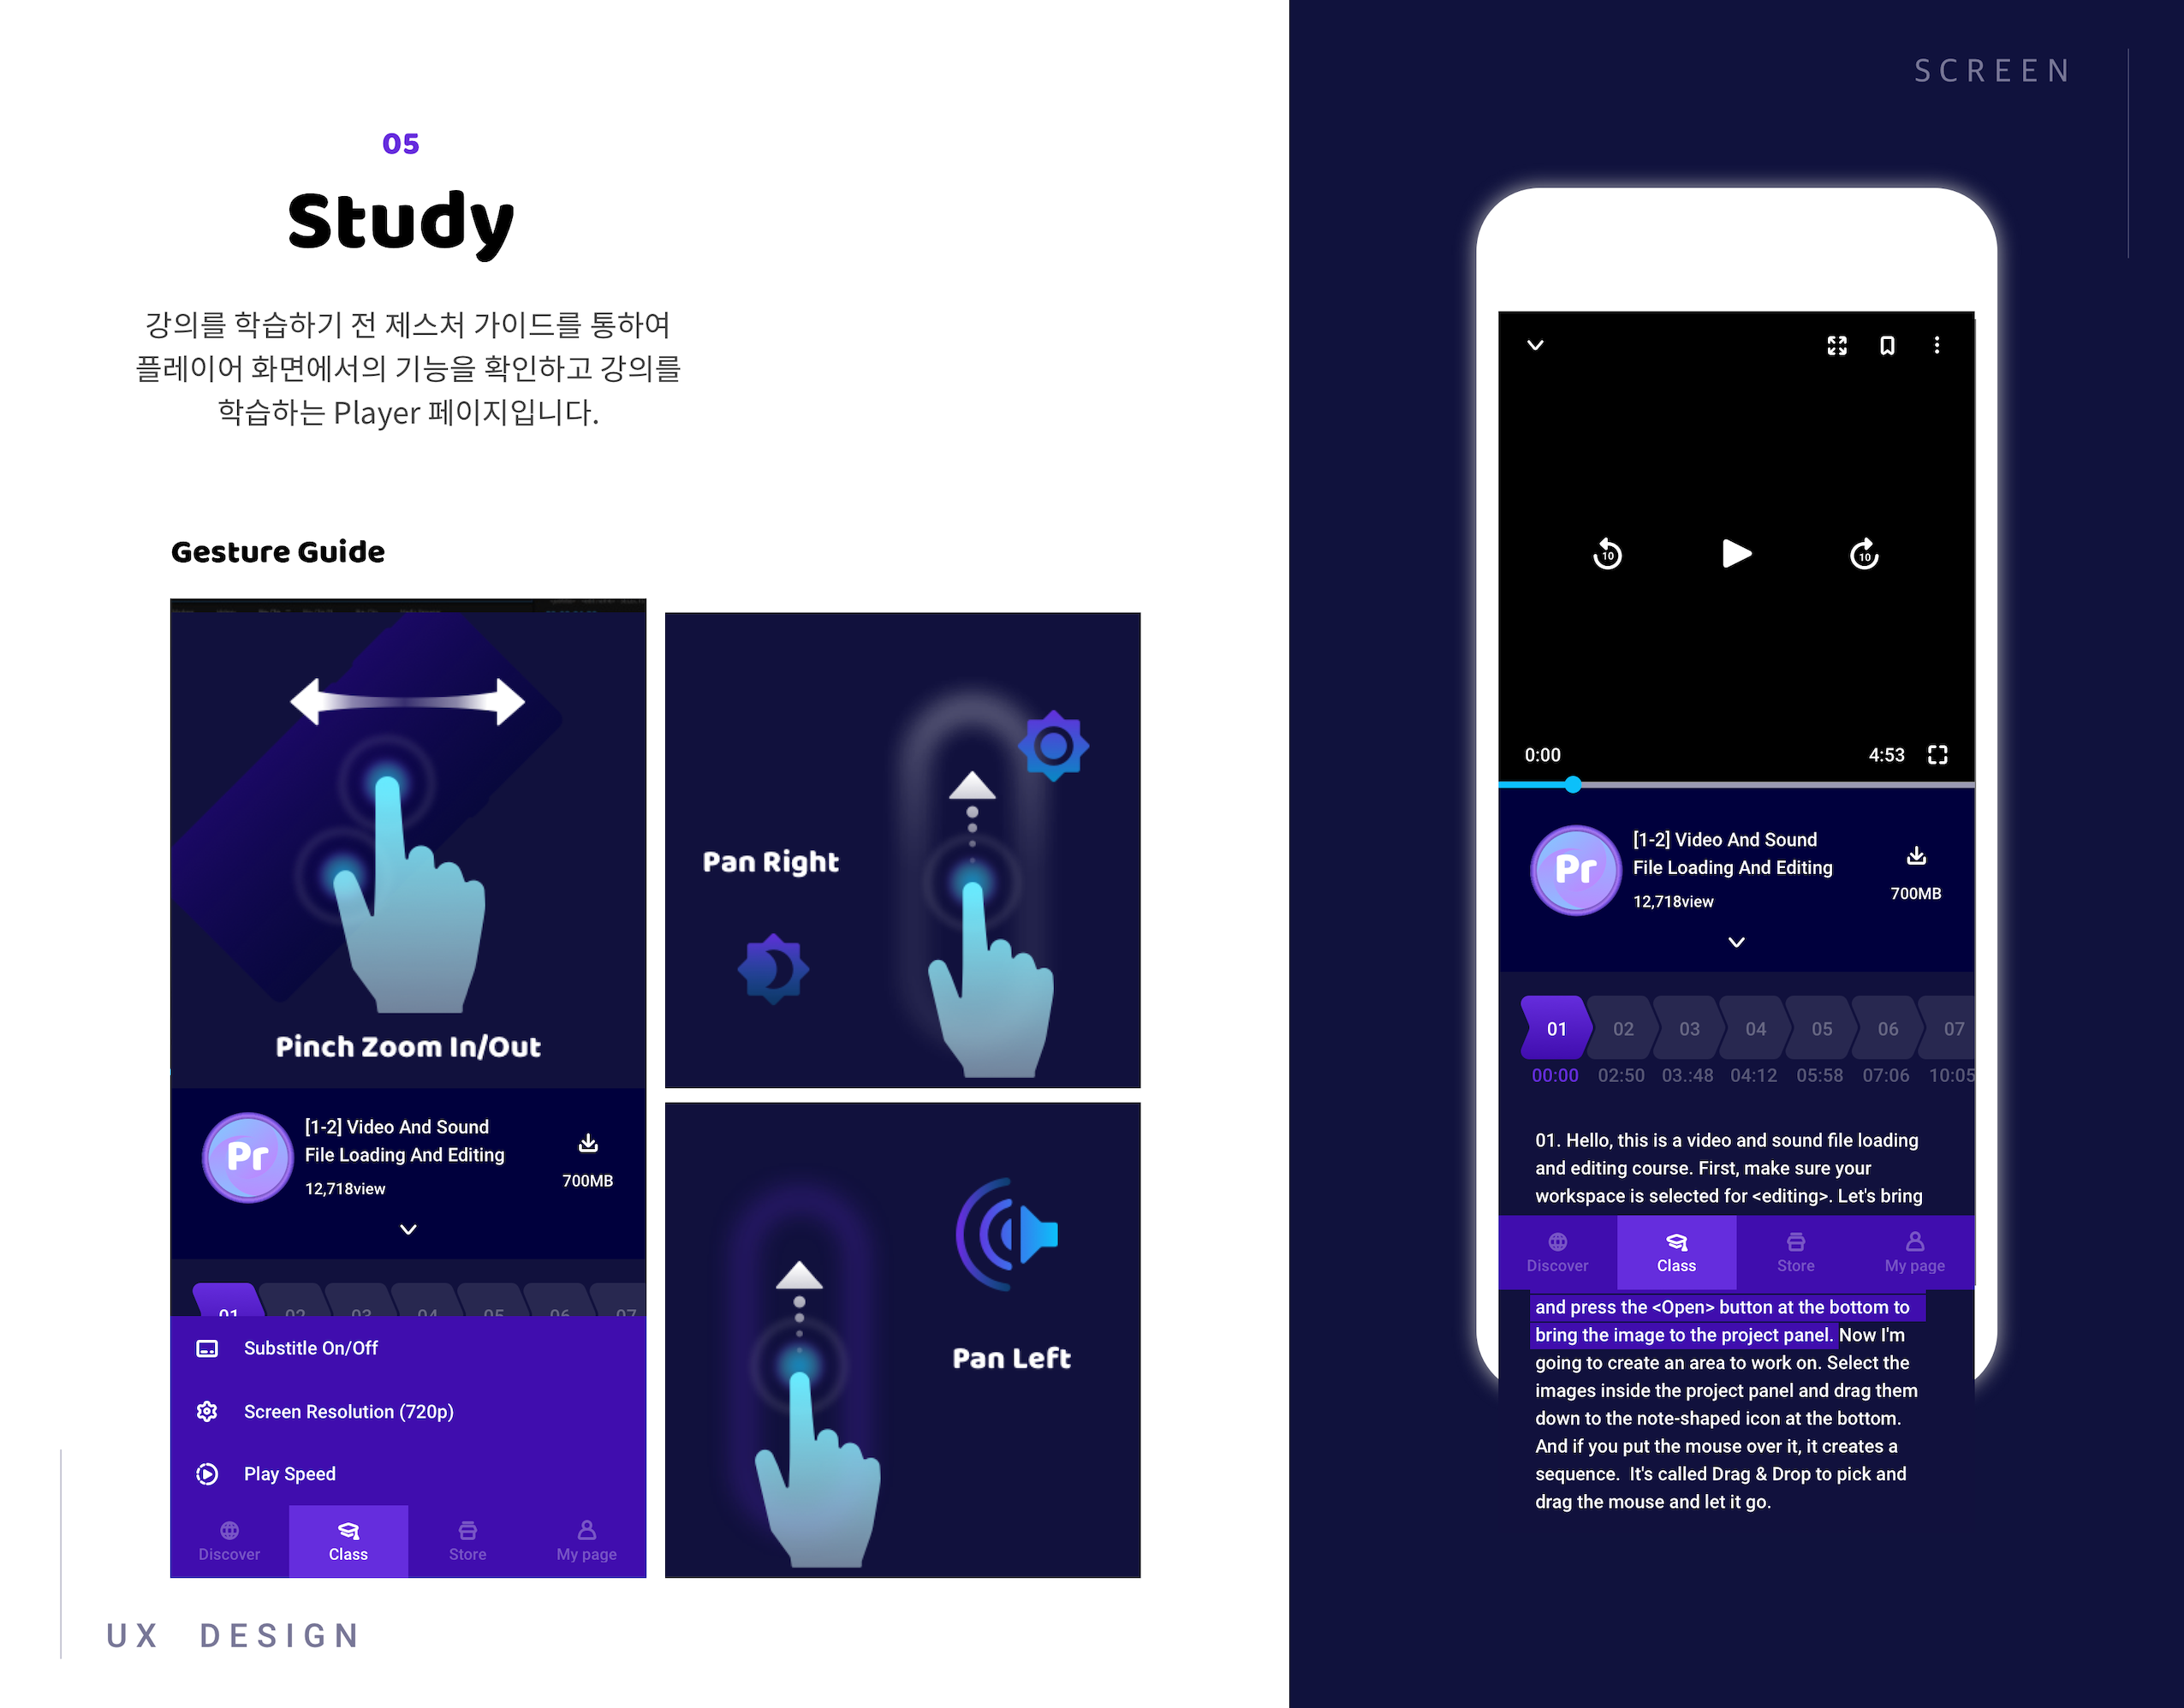 SCREEN
05
Study
강의를 학습하기 전 제스처 가이드를 통하여
플레이어 화면에서의 기능을 확인하고 강의를
학습하는 Player 페이지입니다.
Gesture Guide
Pinch Zoom In/Out
[1-2] Video And Sound
File Loading And Editing
12,718view
700MB
Pr
01 02 03 04 05 06 07
Substitle On/Off
Screen Resolution (720p)
Play Speed
Discover Class Store My page
Pan Right
Pan Left
UX DESIGN
10 10
0:00 4:53
Pr
[1-2] Video And Sound
File Loading And Editing
12,718view
700MB
01 02 03 04 05 06 07
00:00 02:50 03.:48 04:12 05:58 07:06 10:05
01. Hello, this is a video and sound file loading
and editing course. First, make sure your
workspace is selected for <editing>. Let's bring
Discover Class Store My page
and press the <Open> button at the bottom to
bring the image to the project panel. Now I'm
going to create an area to work on. Select the
images inside the project panel and drag them
down to the note-shaped icon at the bottom.
And if you put the mouse over it, it creates a
sequence.  It's called Drag & Drop to pick and
drag the mouse and let it go.